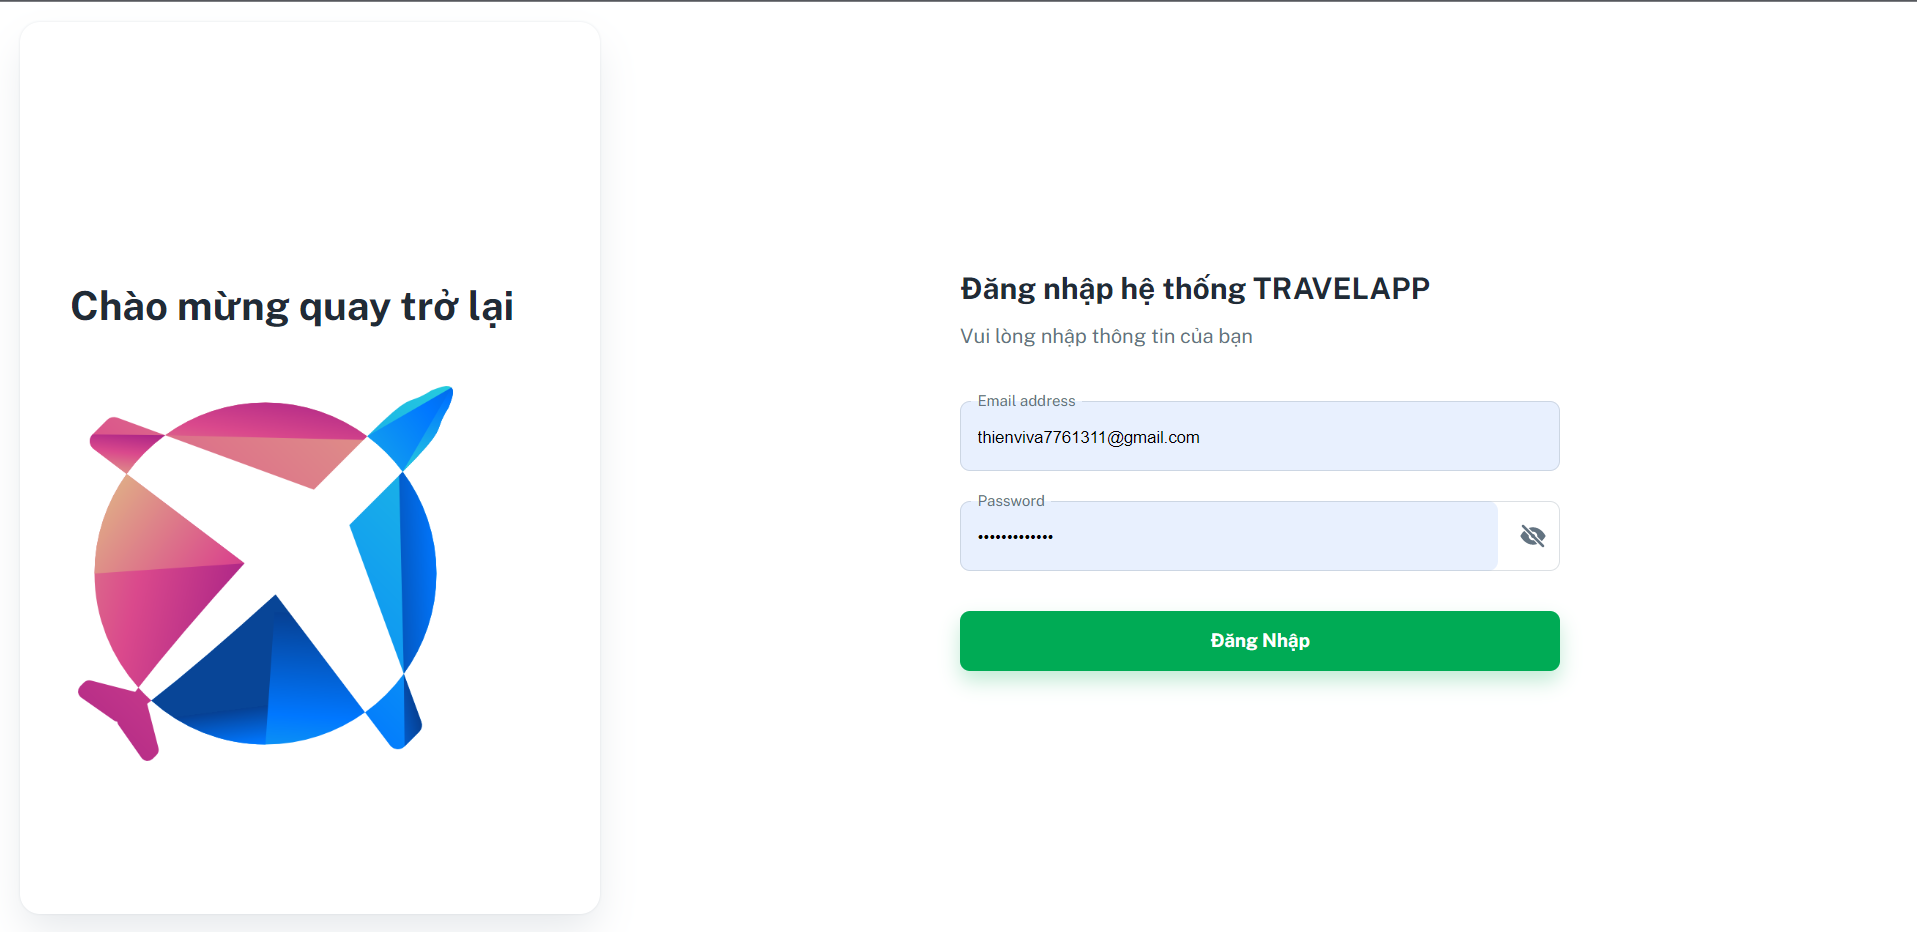 Chào mừng quay trở lại
Đăng nhập hệ thống TRAVELAPP
Vui lòng nhập thông tin của bạn
Email address
thienviva7761311@gmail.com
Password
•••••••••••••
Đăng Nhập